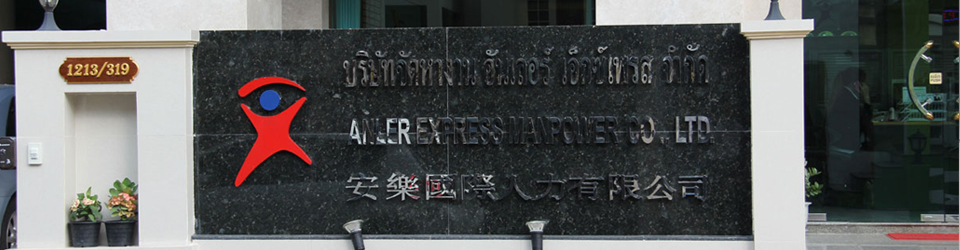 1213/319
บริษัทจัดหางาน อันเลอร์ เอ็กซ์เพรส จำกัด
ANLER EXPRESS MANPOWER CO., LTD.
安樂國際人力有限公司